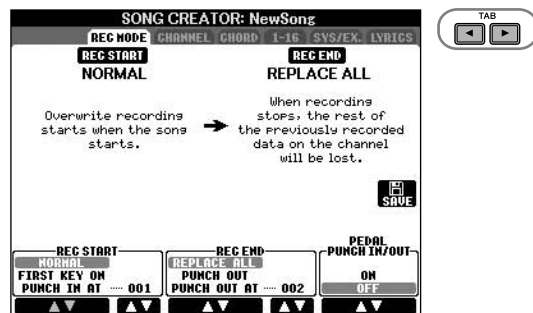 SONG CREATOR: NewSong
TAB
REC MODE CHANNEL CHORD 1-16 SYS/EX. LYRICS
REC START
NORMAL
Overwrite recording
starts when the song
starts.
REC END
REPLACE ALL
When recording
stops, the rest of
the previously recorded
data on the channel
will be lost.
SAVE
REC START
NORMAL
FIRST KEY ON
PUNCH IN AT ···· 001
REC END
REPLACE ALL
PUNCH OUT
PUNCH OUT AT ···· 002
PEDAL
PUNCH IN/OUT
ON
OFF